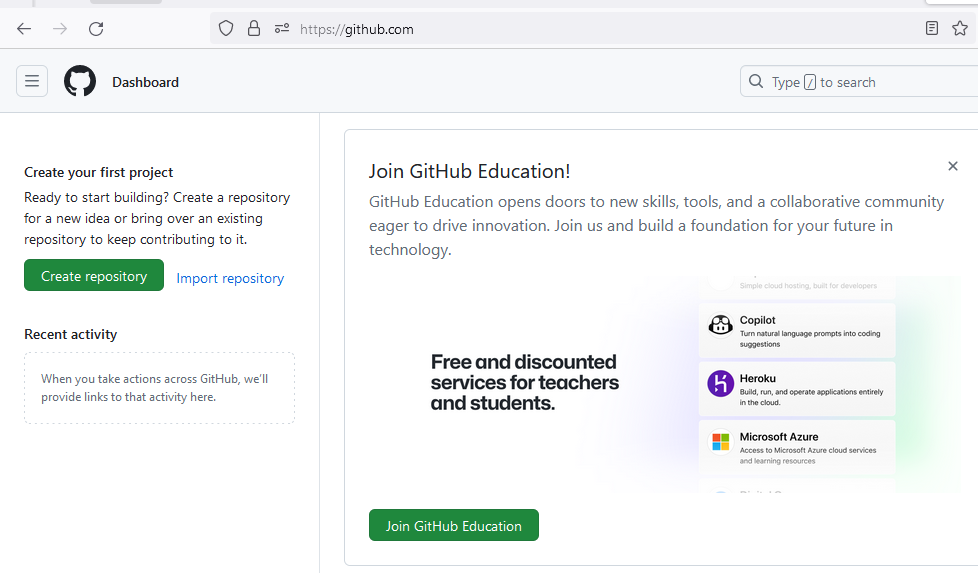 https://github.com
Dashboard
Type / to search
Create your first project
Ready to start building? Create a repository
for a new idea or bring over an existing
repository to keep contributing to it.
Create repository
Import repository
Recent activity
When you take actions across GitHub, we'll
provide links to that activity here.
Join GitHub Education!
GitHub Education opens doors to new skills, tools, and a collaborative community
eager to drive innovation. Join us and build a foundation for your future in
technology.
Free and discounted
services for teachers
and students.
Simple cloud hosting, built for developers
Copilot
Turn natural language prompts into coding
suggestions
Heroku
Build, run, and operate applications entirely
in the cloud.
Microsoft Azure
Access to Microsoft Azure cloud services
and learning resources
Join GitHub Education